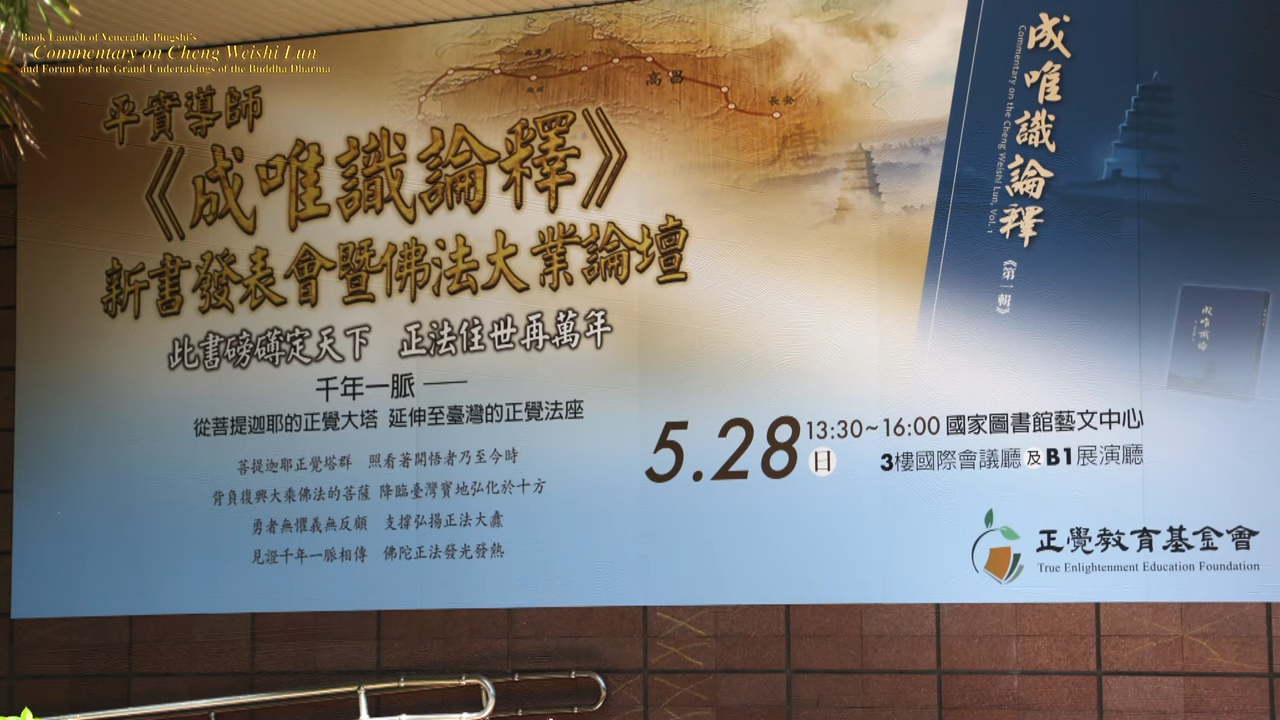 Book Launch of Venerable Pingshi's
Commentary on Cheng Weishi Lun
and Forum for the Grand Undertakings of the Buddha Dharma
平實導師
《成唯識論釋》
新書發表會暨佛法大業論壇
此書磅礴定天下 正法住世再萬年
千年一脈——
從菩提迦耶的正覺大塔 延伸至臺灣的正覺法座
菩提迦耶正覺塔群 照看著開悟者乃至今時
背負復興大乘佛法的菩薩 降臨臺灣寶地弘化於十方
勇者無懼義無反顧 支撐弘揚正法大纛
見證千年一脈相傳 佛陀正法發光發熱
高昌
長安
成唯識論釋
《第一輯》
Commentary on the Cheng Weishi Lun, Vol. 1
成唯識論
5.28 日 13:30~16:00 國家圖書館藝文中心
3樓國際會議廳及B1展演廳
正覺教育基金會
True Enlightenment Education Foundation